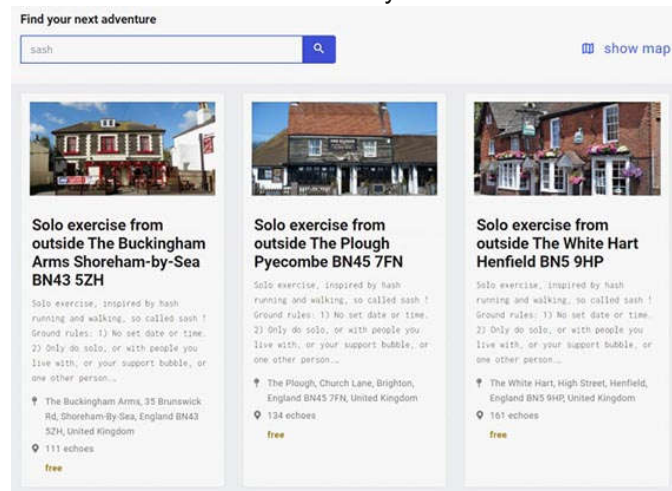 Find your next adventure
sash
show map
Solo exercise from
outside The Buckingham
Arms Shoreham-by-Sea
BN43 5ZH
Solo exercise, inspired by hash
running and walking, so called sash !
Ground rules: 1) No set date or time.
2) Only do solo, or with people you
live with, or your support bubble, or
one other person...
The Buckingham Arms, 35 Brunswick
Rd, Shoreham-By-Sea, England BN43
5ZH, United Kingdom
111 echoes
free
Solo exercise from
outside The Plough
Pyecombe BN45 7FN
Solo exercise, inspired by hash
running and walking, so called sash !
Ground rules: 1) No set date or time.
2) Only do solo, or with people you
live with, or your support bubble, or
one other person...
The Plough, Church Lane, Brighton,
England BN45 7FN, United Kingdom
134 echoes
free
Solo exercise from
outside The White Hart
Henfield BN5 9HP
Solo exercise, inspired by hash
running and walking, so called sash !
Ground rules: 1) No set date or time.
2) Only do solo, or with people you
live with, or your support bubble, or
one other person...
The White Hart, High Street, Henfield,
England BN5 9HP, United Kingdom
161 echoes
free